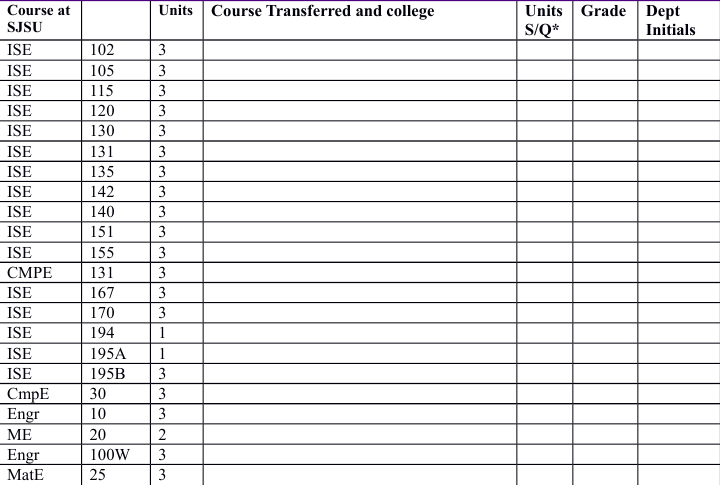 Course at SJSU Units Course Transferred and college Units S/Q* Grade Dept Initials
ISE 102 3
ISE 105 3
ISE 115 3
ISE 120 3
ISE 130 3
ISE 131 3
ISE 135 3
ISE 142 3
ISE 140 3
ISE 151 3
ISE 155 3
CMPE 131 3
ISE 167 3
ISE 170 3
ISE 194 1
ISE 195A 1
ISE 195B 3
CmpE 30 3
Engr 10 3
ME 20 2
Engr 100W 3
MatE 25 3